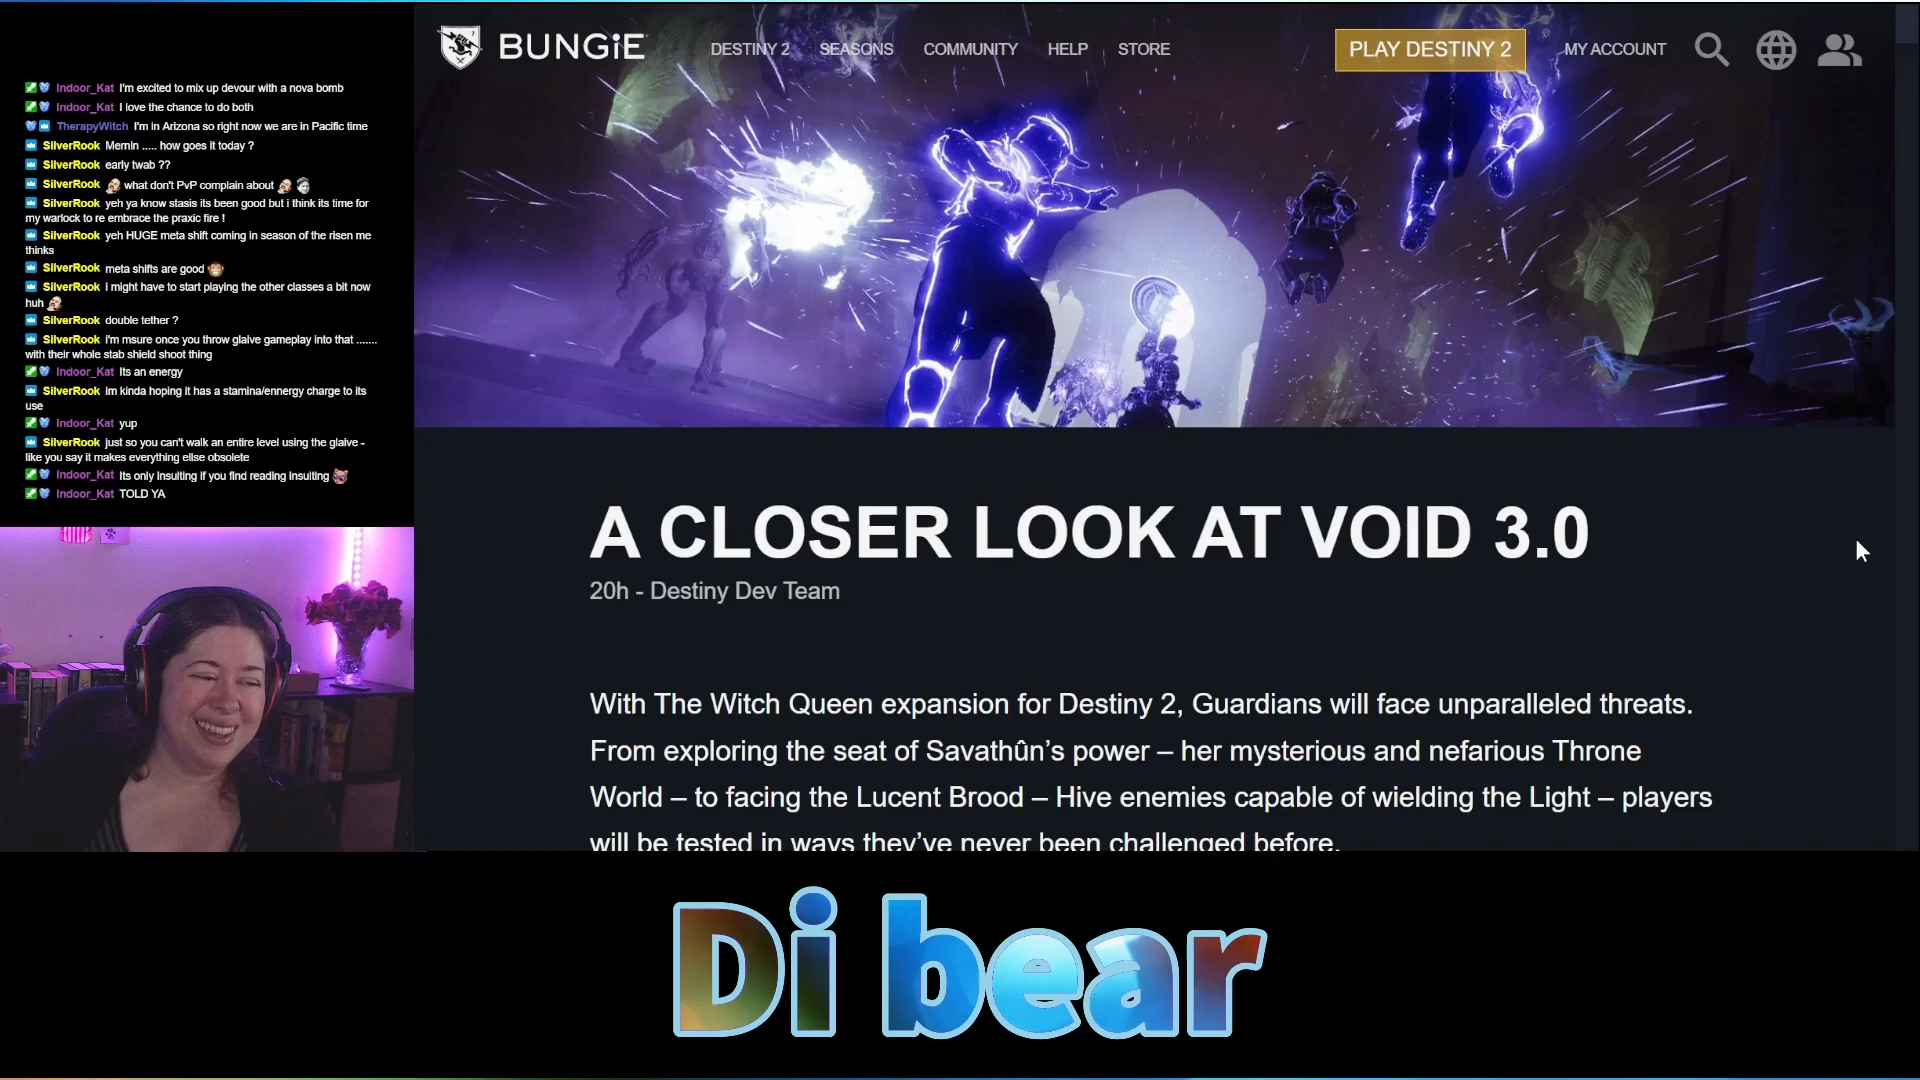 BUNGiE
DESTINY 2 SEASONS COMMUNITY HELP STORE
PLAY DESTINY 2
MY ACCOUNT
Indoor_Kat I'm excited to mix up devour with a nova bomb
Indoor_Kat I love the chance to do both
TherapyWitch I'm in Arizona so right now we are in Pacific time
SilverRook Mernin ..... how goes it today ?
SilverRook early twab ??
SilverRook what don't PvP complain about
SilverRook yeh ya know stasis its been good but i think its time for
my warlock to re embrace the praxic fire !
SilverRook yeh HUGE meta shift coming in season of the risen me
thinks
SilverRook meta shifts are good
SilverRook i might have to start playing the other classes a bit now
huh
SilverRook double tether ?
SilverRook I'm msure once you throw glaive gameplay into that .......
with their whole stab shield shoot thing
Indoor_Kat Its an energy
SilverRook im kinda hoping it has a stamina/ennergy charge to its
use
Indoor_Kat yup
SilverRook just so you can't walk an entire level using the glaive -
like you say it makes everything ellse obsolete
Indoor_Kat Its only insulting if you find reading insulting
Indoor_Kat TOLD YA
A CLOSER LOOK AT VOID 3.0
20h - Destiny Dev Team
With The Witch Queen expansion for Destiny 2, Guardians will face unparalleled threats.
From exploring the seat of Savathûn’s power – her mysterious and nefarious Throne
World – to facing the Lucent Brood – Hive enemies capable of wielding the Light – players
will be tested in ways they’ve never been challenged before.
Di bear